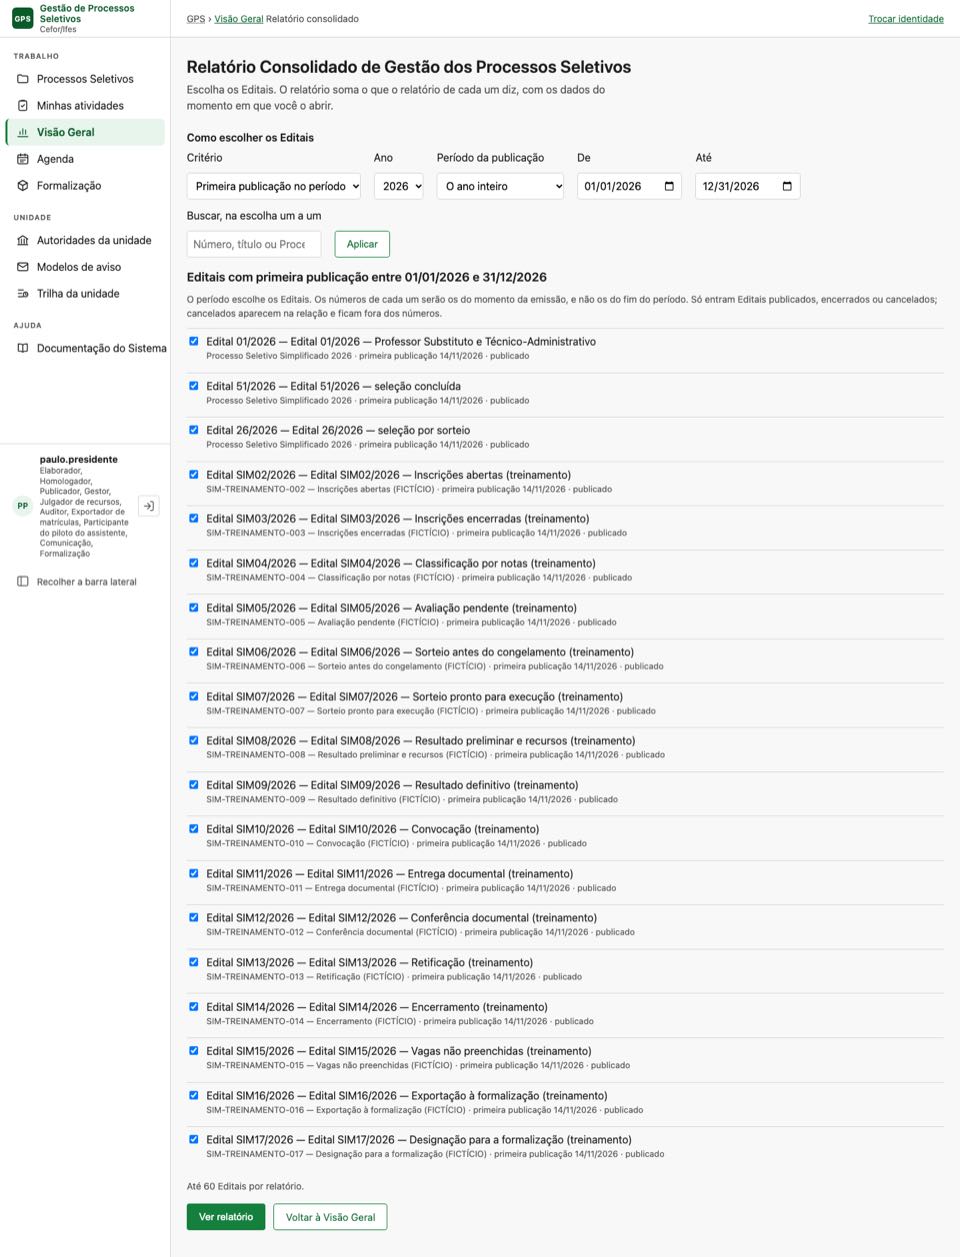 GPS
Gestão de Processos
Seletivos
Cefor/Ifes
GPS › Visão Geral Relatório consolidado
Trocar identidade
TRABALHO
Processos Seletivos
Minhas atividades
Visão Geral
Agenda
Formalização
UNIDADE
Autoridades da unidade
Modelos de aviso
Trilha da unidade
AJUDA
Documentação do Sistema
PP
paulo.presidente
Elaborador,
Homologador,
Publicador, Gestor,
Julgador de recursos,
Auditor, Exportador de
matrículas, Participante
do piloto do assistente,
Comunicação,
Formalização
Recolher a barra lateral
Relatório Consolidado de Gestão dos Processos Seletivos
Escolha os Editais. O relatório soma o que o relatório de cada um diz, com os dados do
momento em que você o abrir.
Como escolher os Editais
Critério
Ano
Período da publicação
De
Até
Primeira publicação no período
2026
O ano inteiro
01/01/2026
12/31/2026
Buscar, na escolha um a um
Número, título ou Proce
Aplicar
Editais com primeira publicação entre 01/01/2026 e 31/12/2026
O período escolhe os Editais. Os números de cada um serão os do momento da emissão, e não os do fim do período. Só entram Editais publicados, encerrados ou cancelados;
cancelados aparecem na relação e ficam fora dos números.
Edital 01/2026 — Edital 01/2026 — Professor Substituto e Técnico-Administrativo
Processo Seletivo Simplificado 2026 · primeira publicação 14/11/2026 · publicado
Edital 51/2026 — Edital 51/2026 — seleção concluída
Processo Seletivo Simplificado 2026 · primeira publicação 14/11/2026 · publicado
Edital 26/2026 — Edital 26/2026 — seleção por sorteio
Processo Seletivo Simplificado 2026 · primeira publicação 14/11/2026 · publicado
Edital SIM02/2026 — Edital SIM02/2026 — Inscrições abertas (treinamento)
SIM-TREINAMENTO-002 — Inscrições abertas (FICTÍCIO) · primeira publicação 14/11/2026 · publicado
Edital SIM03/2026 — Edital SIM03/2026 — Inscrições encerradas (treinamento)
SIM-TREINAMENTO-003 — Inscrições encerradas (FICTÍCIO) · primeira publicação 14/11/2026 · publicado
Edital SIM04/2026 — Edital SIM04/2026 — Classificação por notas (treinamento)
SIM-TREINAMENTO-004 — Classificação por notas (FICTÍCIO) · primeira publicação 14/11/2026 · publicado
Edital SIM05/2026 — Edital SIM05/2026 — Avaliação pendente (treinamento)
SIM-TREINAMENTO-005 — Avaliação pendente (FICTÍCIO) · primeira publicação 14/11/2026 · publicado
Edital SIM06/2026 — Edital SIM06/2026 — Sorteio antes do congelamento (treinamento)
SIM-TREINAMENTO-006 — Sorteio antes do congelamento (FICTÍCIO) · primeira publicação 14/11/2026 · publicado
Edital SIM07/2026 — Edital SIM07/2026 — Sorteio pronto para execução (treinamento)
SIM-TREINAMENTO-007 — Sorteio pronto para execução (FICTÍCIO) · primeira publicação 14/11/2026 · publicado
Edital SIM08/2026 — Edital SIM08/2026 — Resultado preliminar e recursos (treinamento)
SIM-TREINAMENTO-008 — Resultado preliminar e recursos (FICTÍCIO) · primeira publicação 14/11/2026 · publicado
Edital SIM09/2026 — Edital SIM09/2026 — Resultado definitivo (treinamento)
SIM-TREINAMENTO-009 — Resultado definitivo (FICTÍCIO) · primeira publicação 14/11/2026 · publicado
Edital SIM10/2026 — Edital SIM10/2026 — Convocação (treinamento)
SIM-TREINAMENTO-010 — Convocação (FICTÍCIO) · primeira publicação 14/11/2026 · publicado
Edital SIM11/2026 — Edital SIM11/2026 — Entrega documental (treinamento)
SIM-TREINAMENTO-011 — Entrega documental (FICTÍCIO) · primeira publicação 14/11/2026 · publicado
Edital SIM12/2026 — Edital SIM12/2026 — Conferência documental (treinamento)
SIM-TREINAMENTO-012 — Conferência documental (FICTÍCIO) · primeira publicação 14/11/2026 · publicado
Edital SIM13/2026 — Edital SIM13/2026 — Retificação (treinamento)
SIM-TREINAMENTO-013 — Retificação (FICTÍCIO) · primeira publicação 14/11/2026 · publicado
Edital SIM14/2026 — Edital SIM14/2026 — Encerramento (treinamento)
SIM-TREINAMENTO-014 — Encerramento (FICTÍCIO) · primeira publicação 14/11/2026 · publicado
Edital SIM15/2026 — Edital SIM15/2026 — Vagas não preenchidas (treinamento)
SIM-TREINAMENTO-015 — Vagas não preenchidas (FICTÍCIO) · primeira publicação 14/11/2026 · publicado
Edital SIM16/2026 — Edital SIM16/2026 — Exportação à formalização (treinamento)
SIM-TREINAMENTO-016 — Exportação à formalização (FICTÍCIO) · primeira publicação 14/11/2026 · publicado
Edital SIM17/2026 — Edital SIM17/2026 — Designação para a formalização (treinamento)
SIM-TREINAMENTO-017 — Designação para a formalização (FICTÍCIO) · primeira publicação 14/11/2026 · publicado
Até 60 Editais por relatório.
Ver relatório
Voltar à Visão Geral